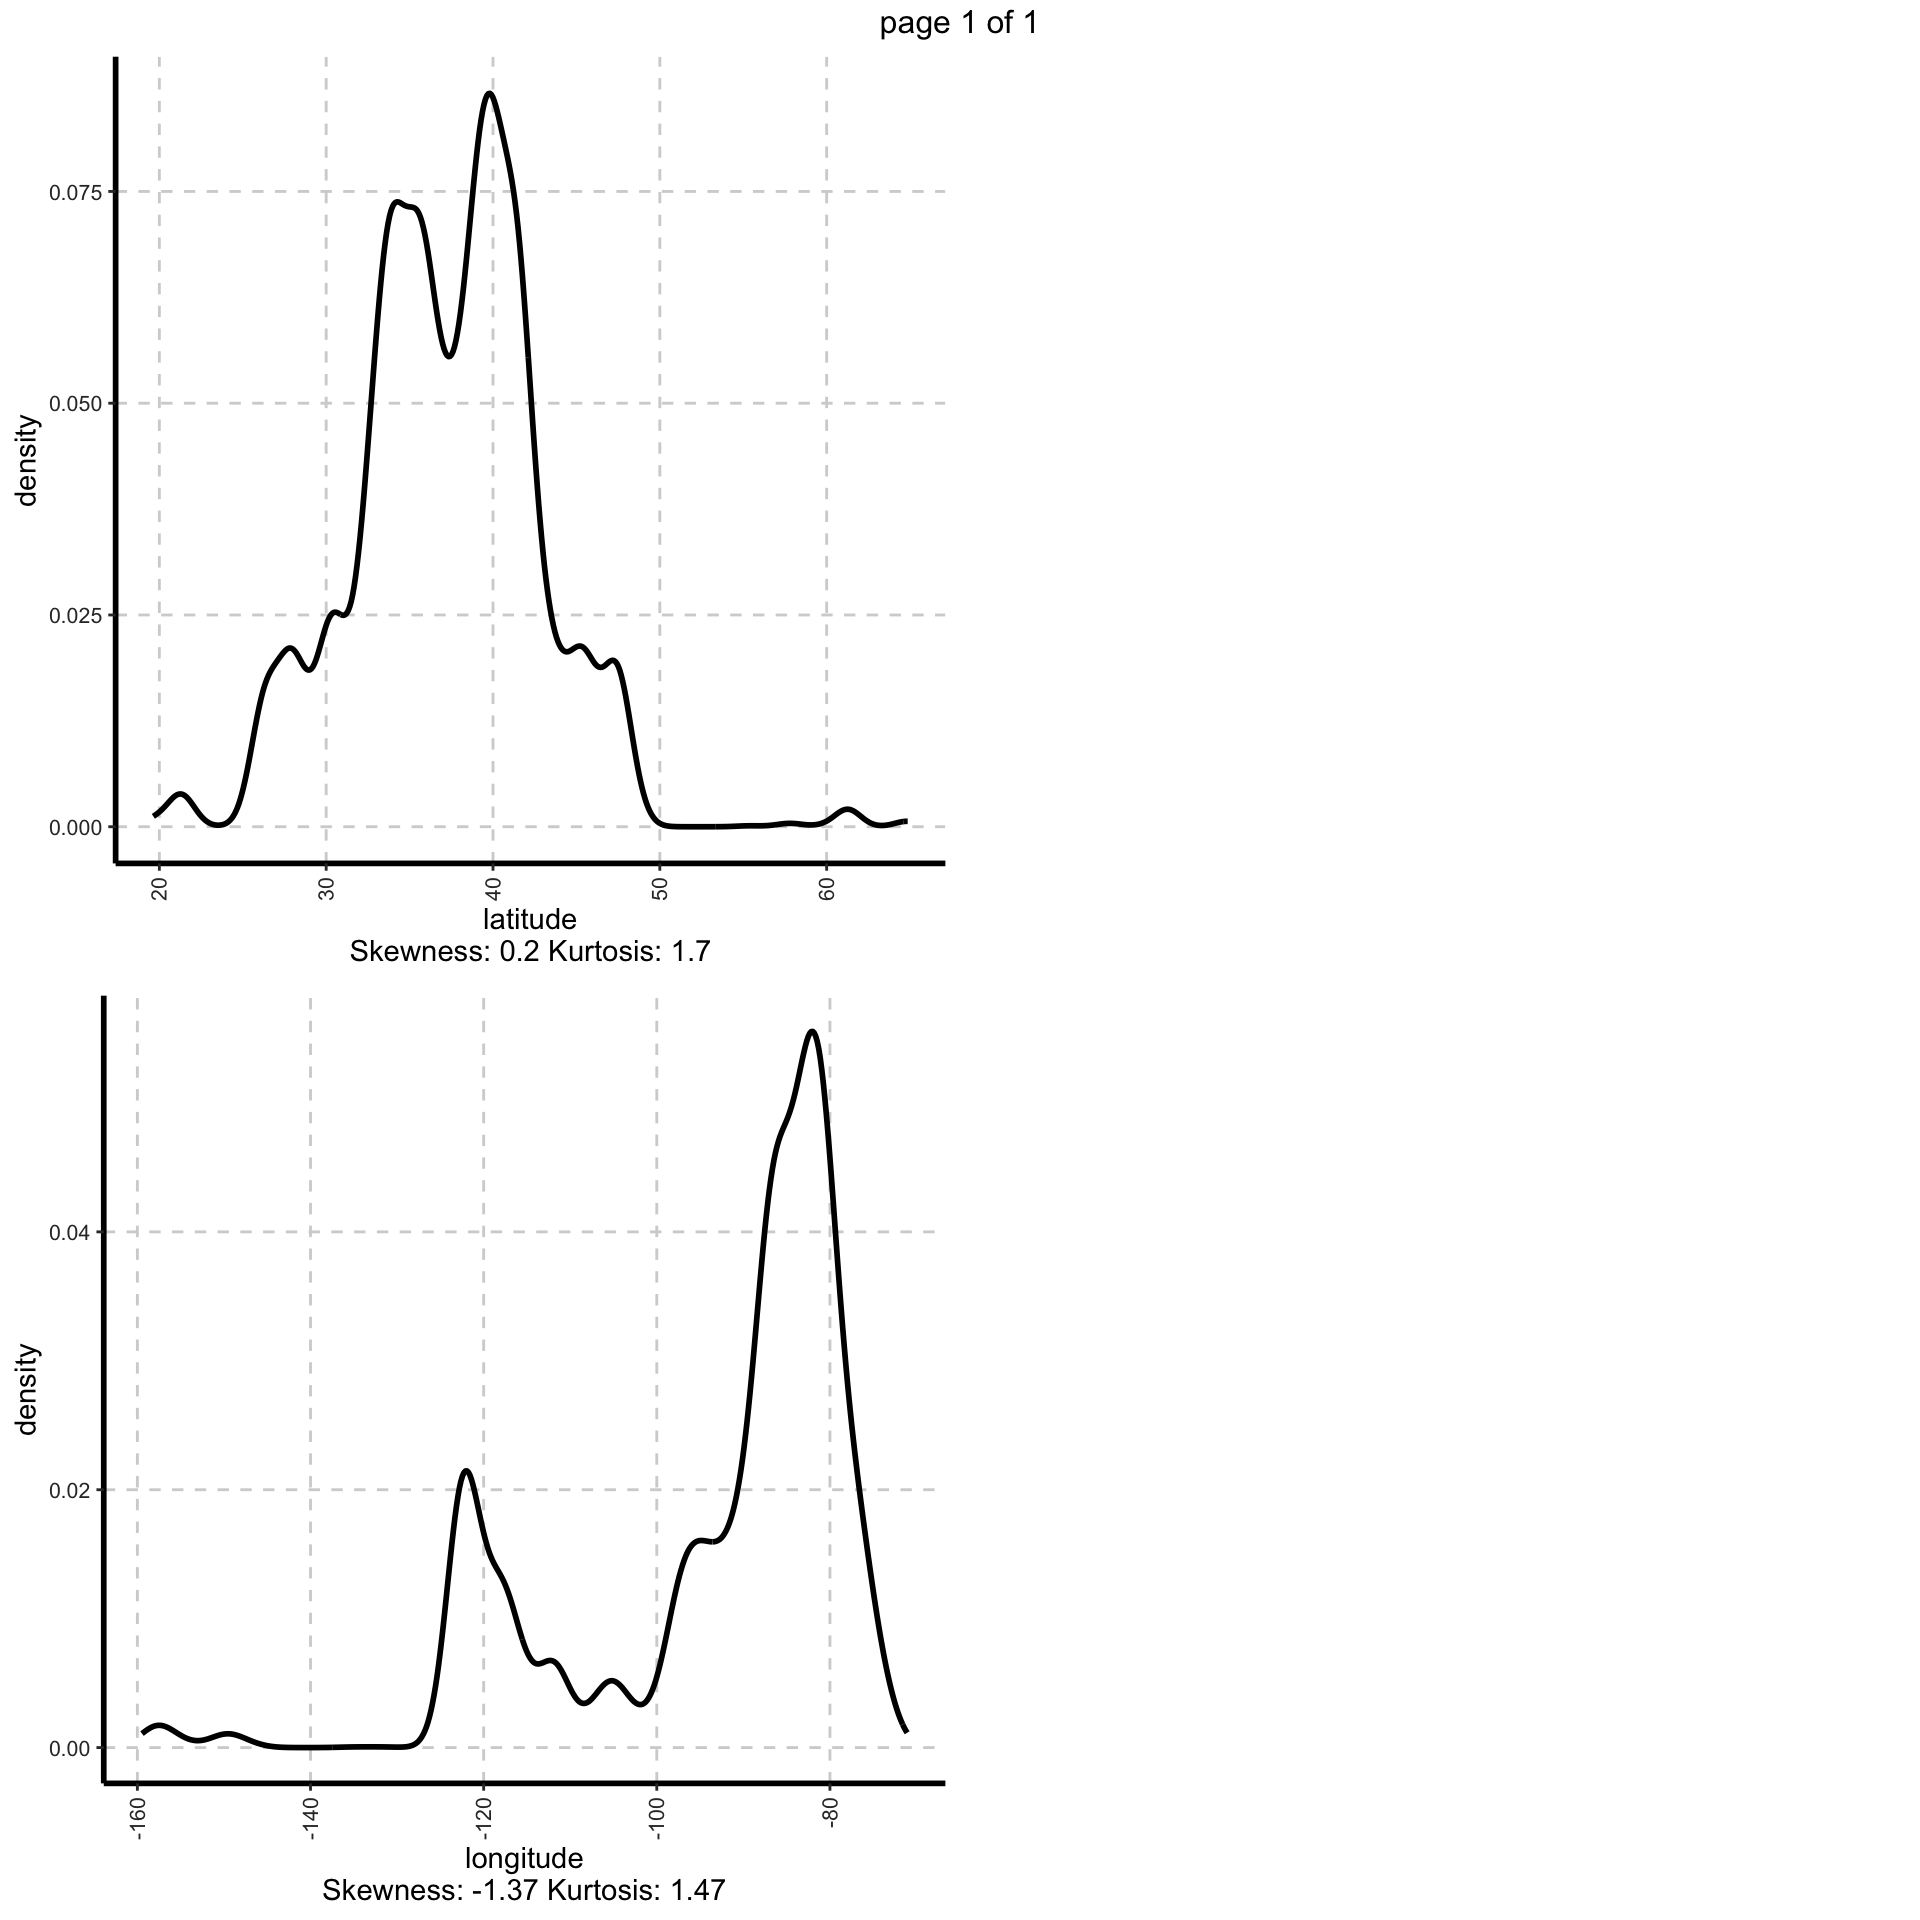 page 1 of 1
density
0.075
0.050
0.025
0.000
20 30 40 50 60
latitude
Skewness: 0.2 Kurtosis: 1.7
density
0.04
0.02
0.00
-160 -140 -120 -100 -80
longitude
Skewness: -1.37 Kurtosis: 1.47